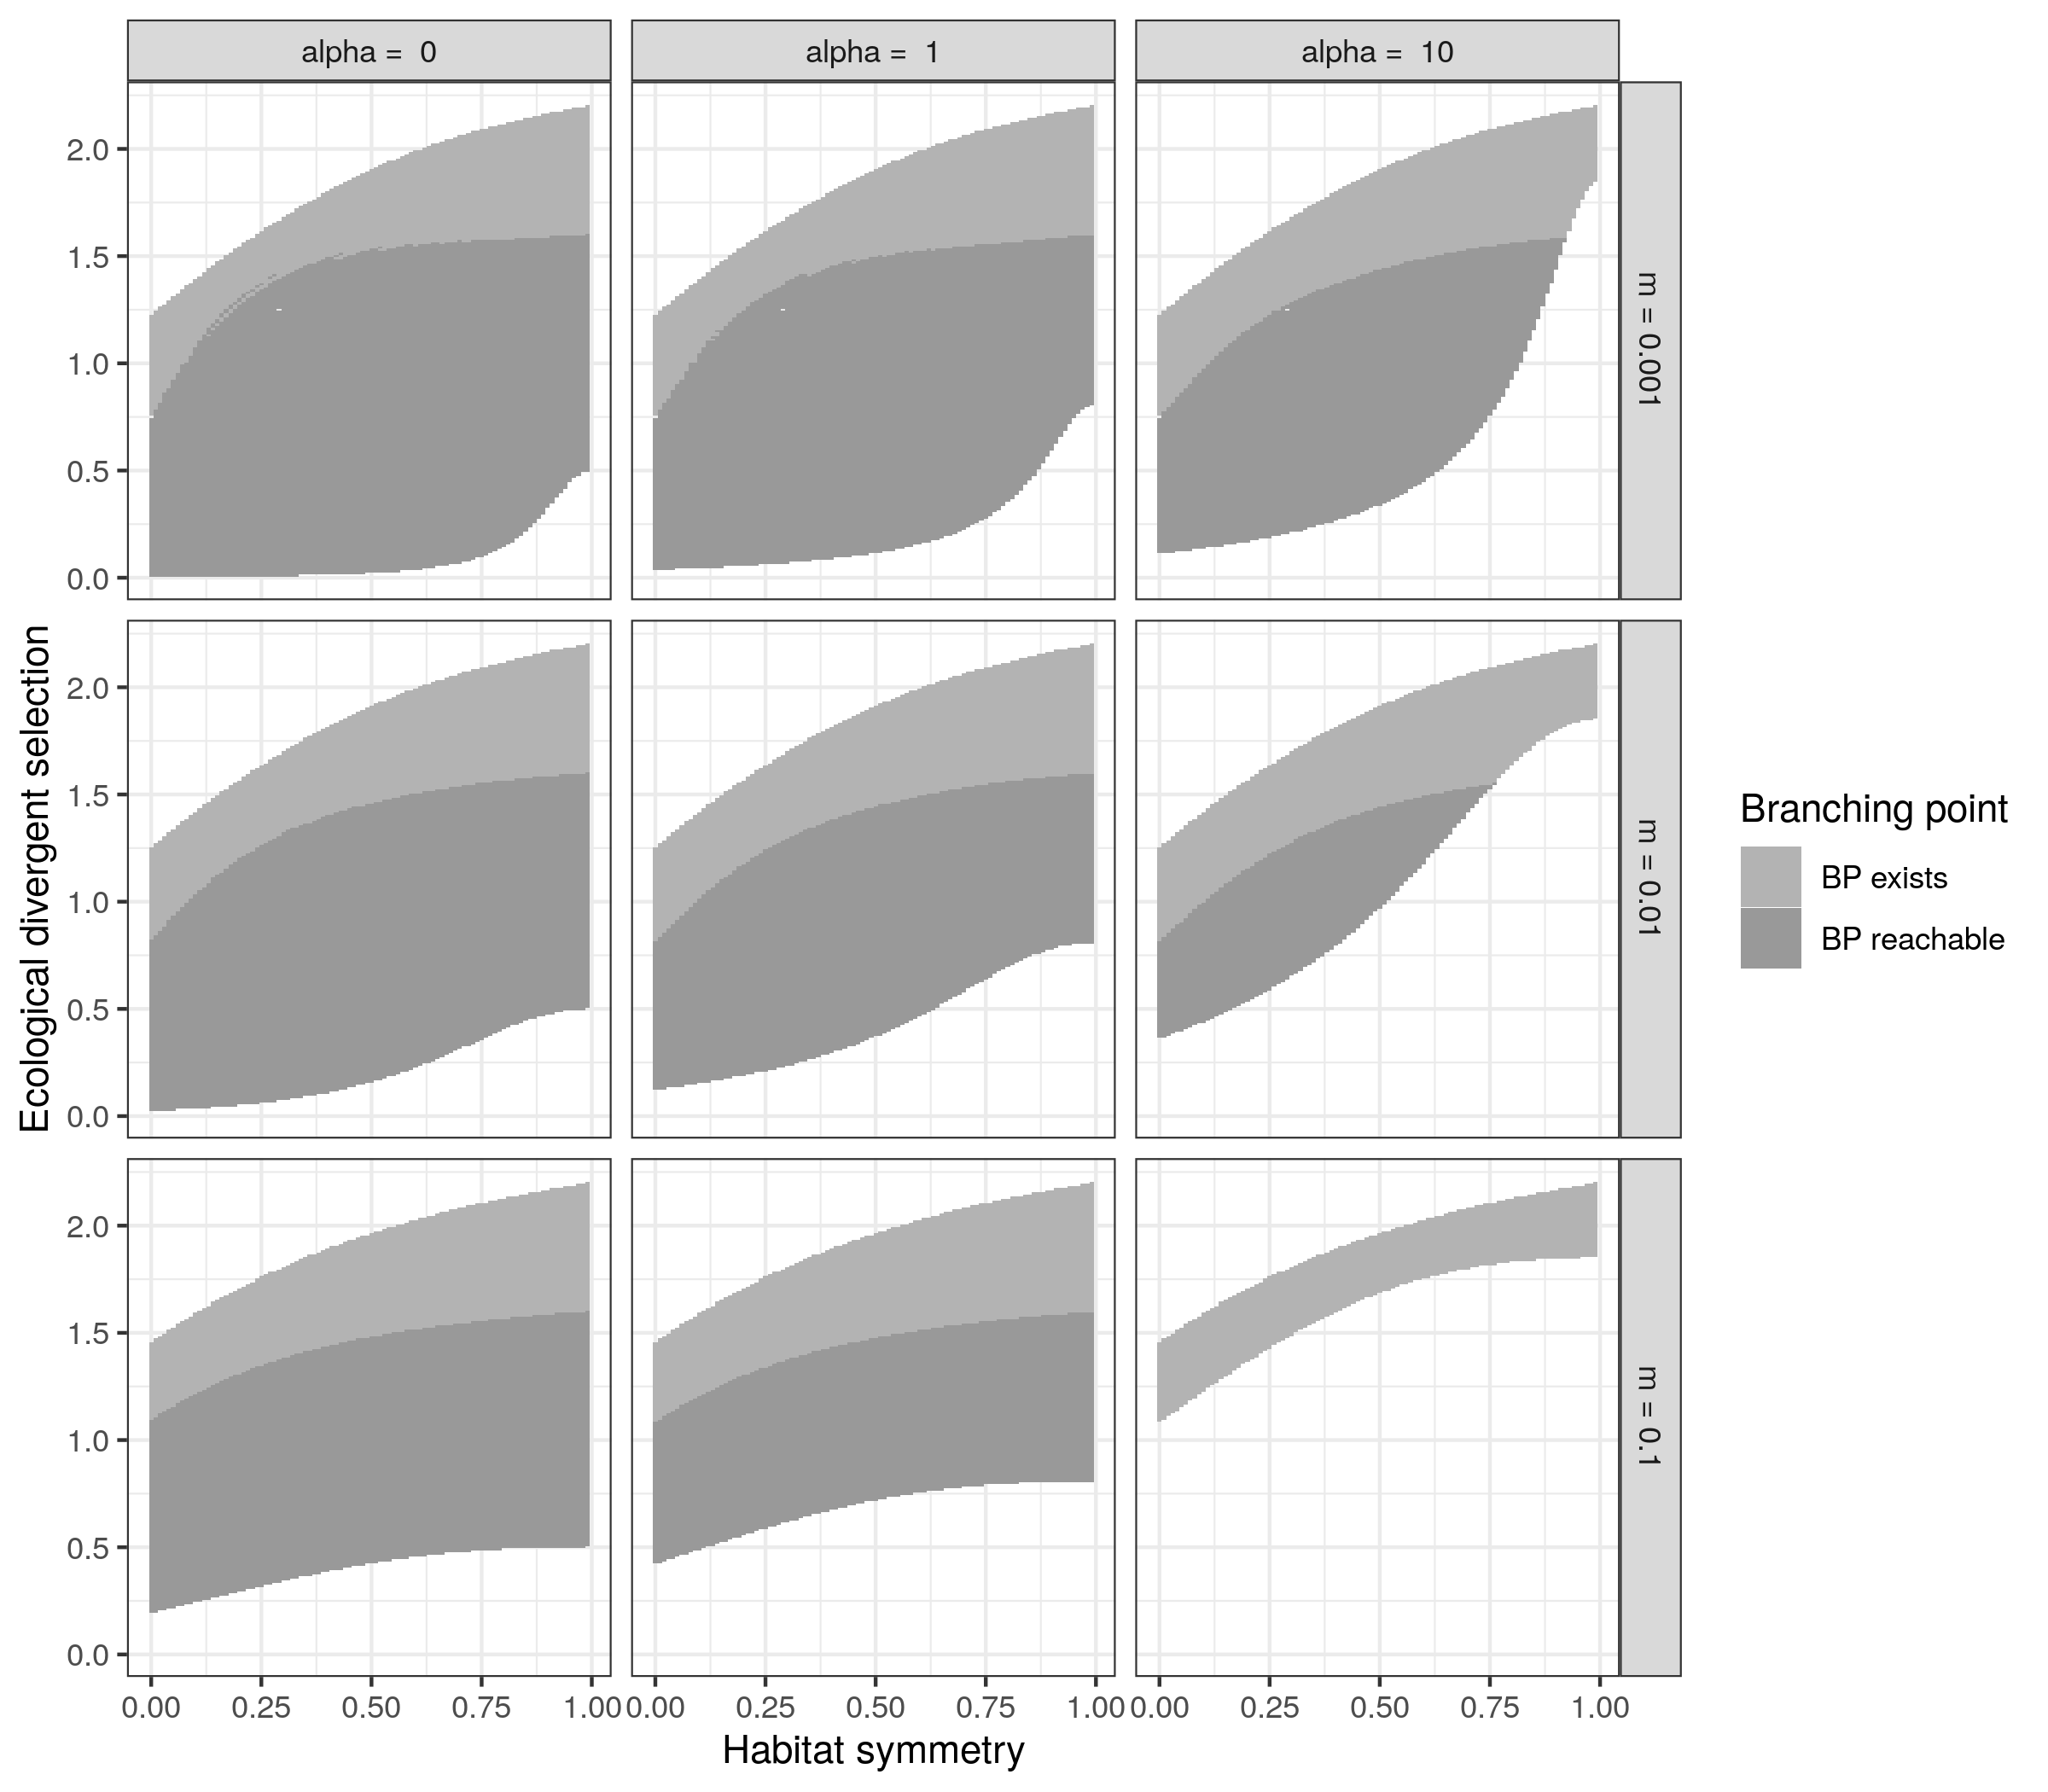 alpha =  0
alpha =  1
alpha =  10
2.0
1.5
1.0
0.5
0.0
m = 0.001
Ecological divergent selection
2.0
1.5
1.0
0.5
0.0
m = 0.01
Branching point
BP exists
BP reachable
2.0
1.5
1.0
0.5
0.0
m = 0.1
0.00 0.25 0.50 0.75 1.00 0.00 0.25 0.50 0.75 1.00 0.00 0.25 0.50 0.75 1.00
Habitat symmetry